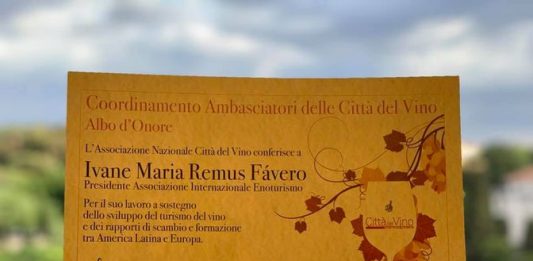 Coordinamento Ambasciatori delle Città del Vino
Albo d'Onore
L'Associazione Nazionale Città del Vino conferisce a
Ivane Maria Remus Fávero
Presidente Associazione Internazionale Enoturismo
Per il suo lavoro a sostegno
dello sviluppo del turismo del vino
e dei rapporti di scambio e formazione
tra America Latina e Europa.
Città del Vino